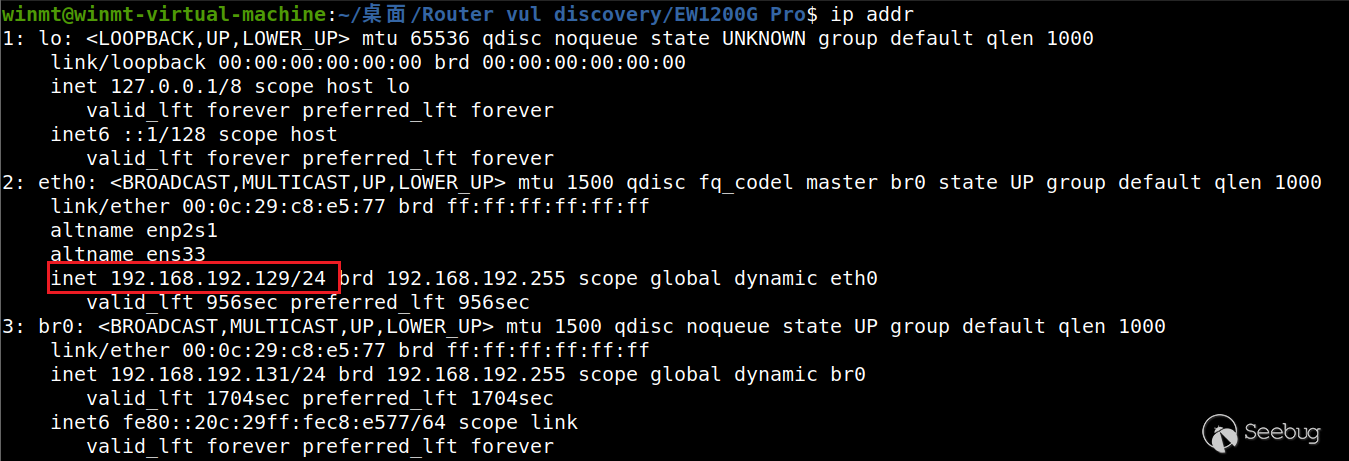 winmt@winmt-virtual-machine:~/桌面/Router vul discovery/EW1200G Pro$ ip addr
1: lo: <LOOPBACK,UP,LOWER_UP> mtu 65536 qdisc noqueue state UNKNOWN group default qlen 1000
    link/loopback 00:00:00:00:00:00 brd 00:00:00:00:00:00
    inet 127.0.0.1/8 scope host lo
       valid_lft forever preferred_lft forever
    inet6 ::1/128 scope host
       valid_lft forever preferred_lft forever
2: eth0: <BROADCAST,MULTICAST,UP,LOWER_UP> mtu 1500 qdisc fq_codel master br0 state UP group default qlen 1000
    link/ether 00:0c:29:c8:e5:77 brd ff:ff:ff:ff:ff:ff
    altname enp2s1
    altname ens33
    inet 192.168.192.129/24 brd 192.168.192.255 scope global dynamic eth0
       valid_lft 956sec preferred_lft 956sec
3: br0: <BROADCAST,MULTICAST,UP,LOWER_UP> mtu 1500 qdisc noqueue state UP group default qlen 1000
    link/ether 00:0c:29:c8:e5:77 brd ff:ff:ff:ff:ff:ff
    inet 192.168.192.131/24 brd 192.168.192.255 scope global dynamic br0
       valid_lft 1704sec preferred_lft 1704sec
    inet6 fe80::20c:29ff:fec8:e577/64 scope link
       valid_lft forever preferred_lft forever
Seebug